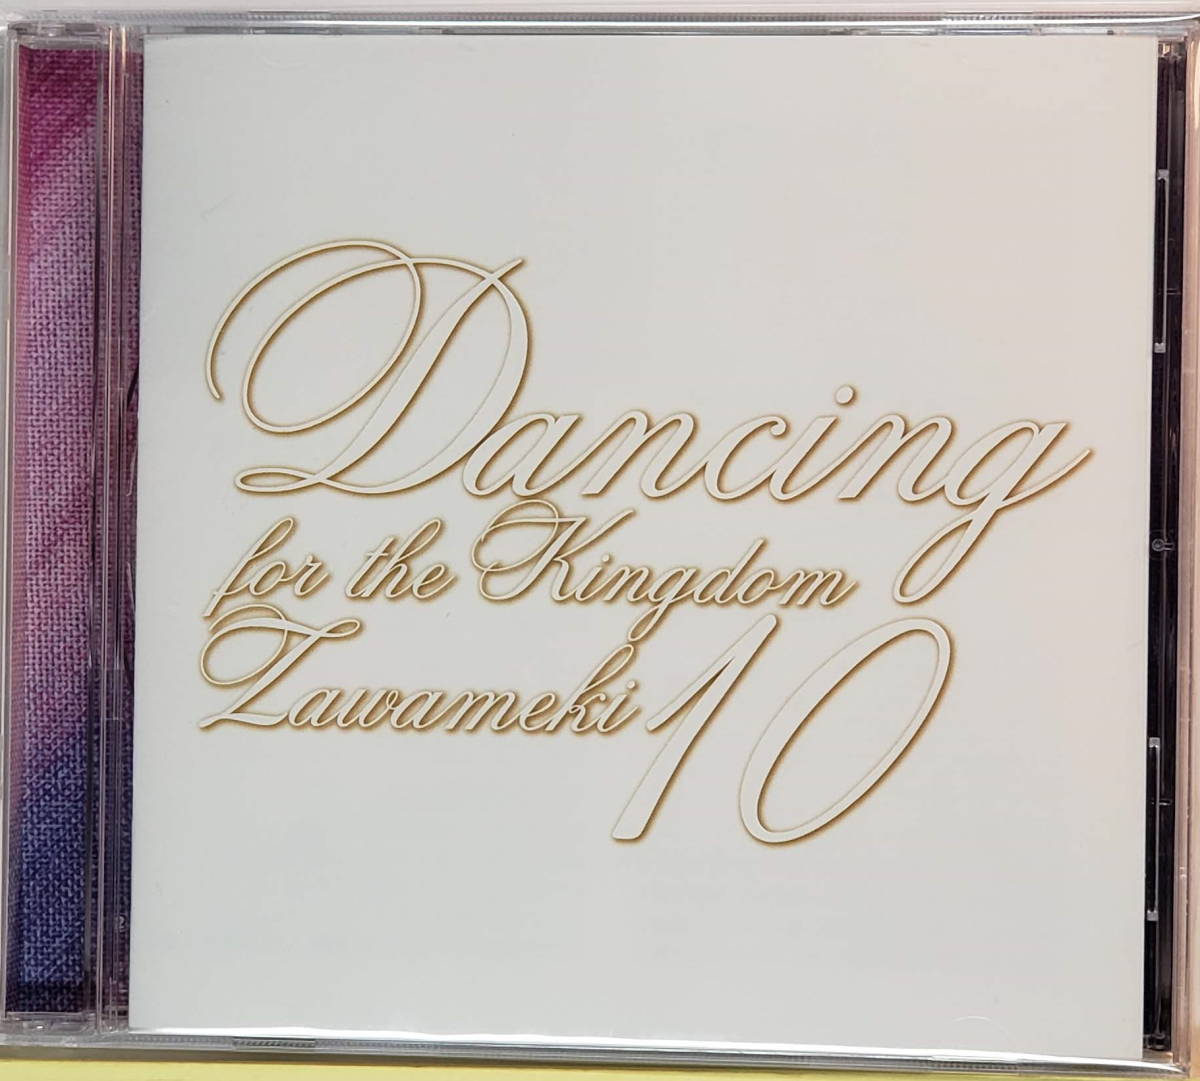 Dancing
for the Kingdom
Zawameki 10